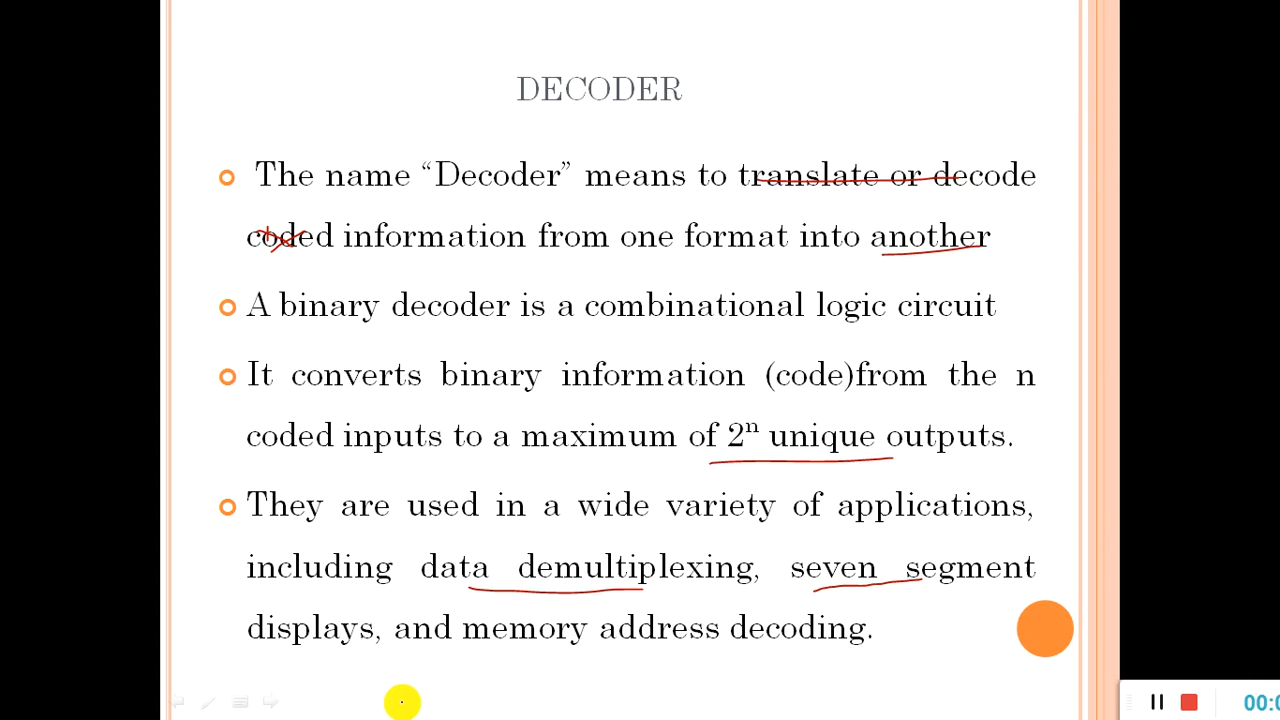 DECODER
The name “Decoder” means to translate or decode
coded information from one format into another
A binary decoder is a combinational logic circuit
It converts binary information (code)from the n
coded inputs to a maximum of 2ⁿ unique outputs.
They are used in a wide variety of applications,
including data demultiplexing, seven segment
displays, and memory address decoding.